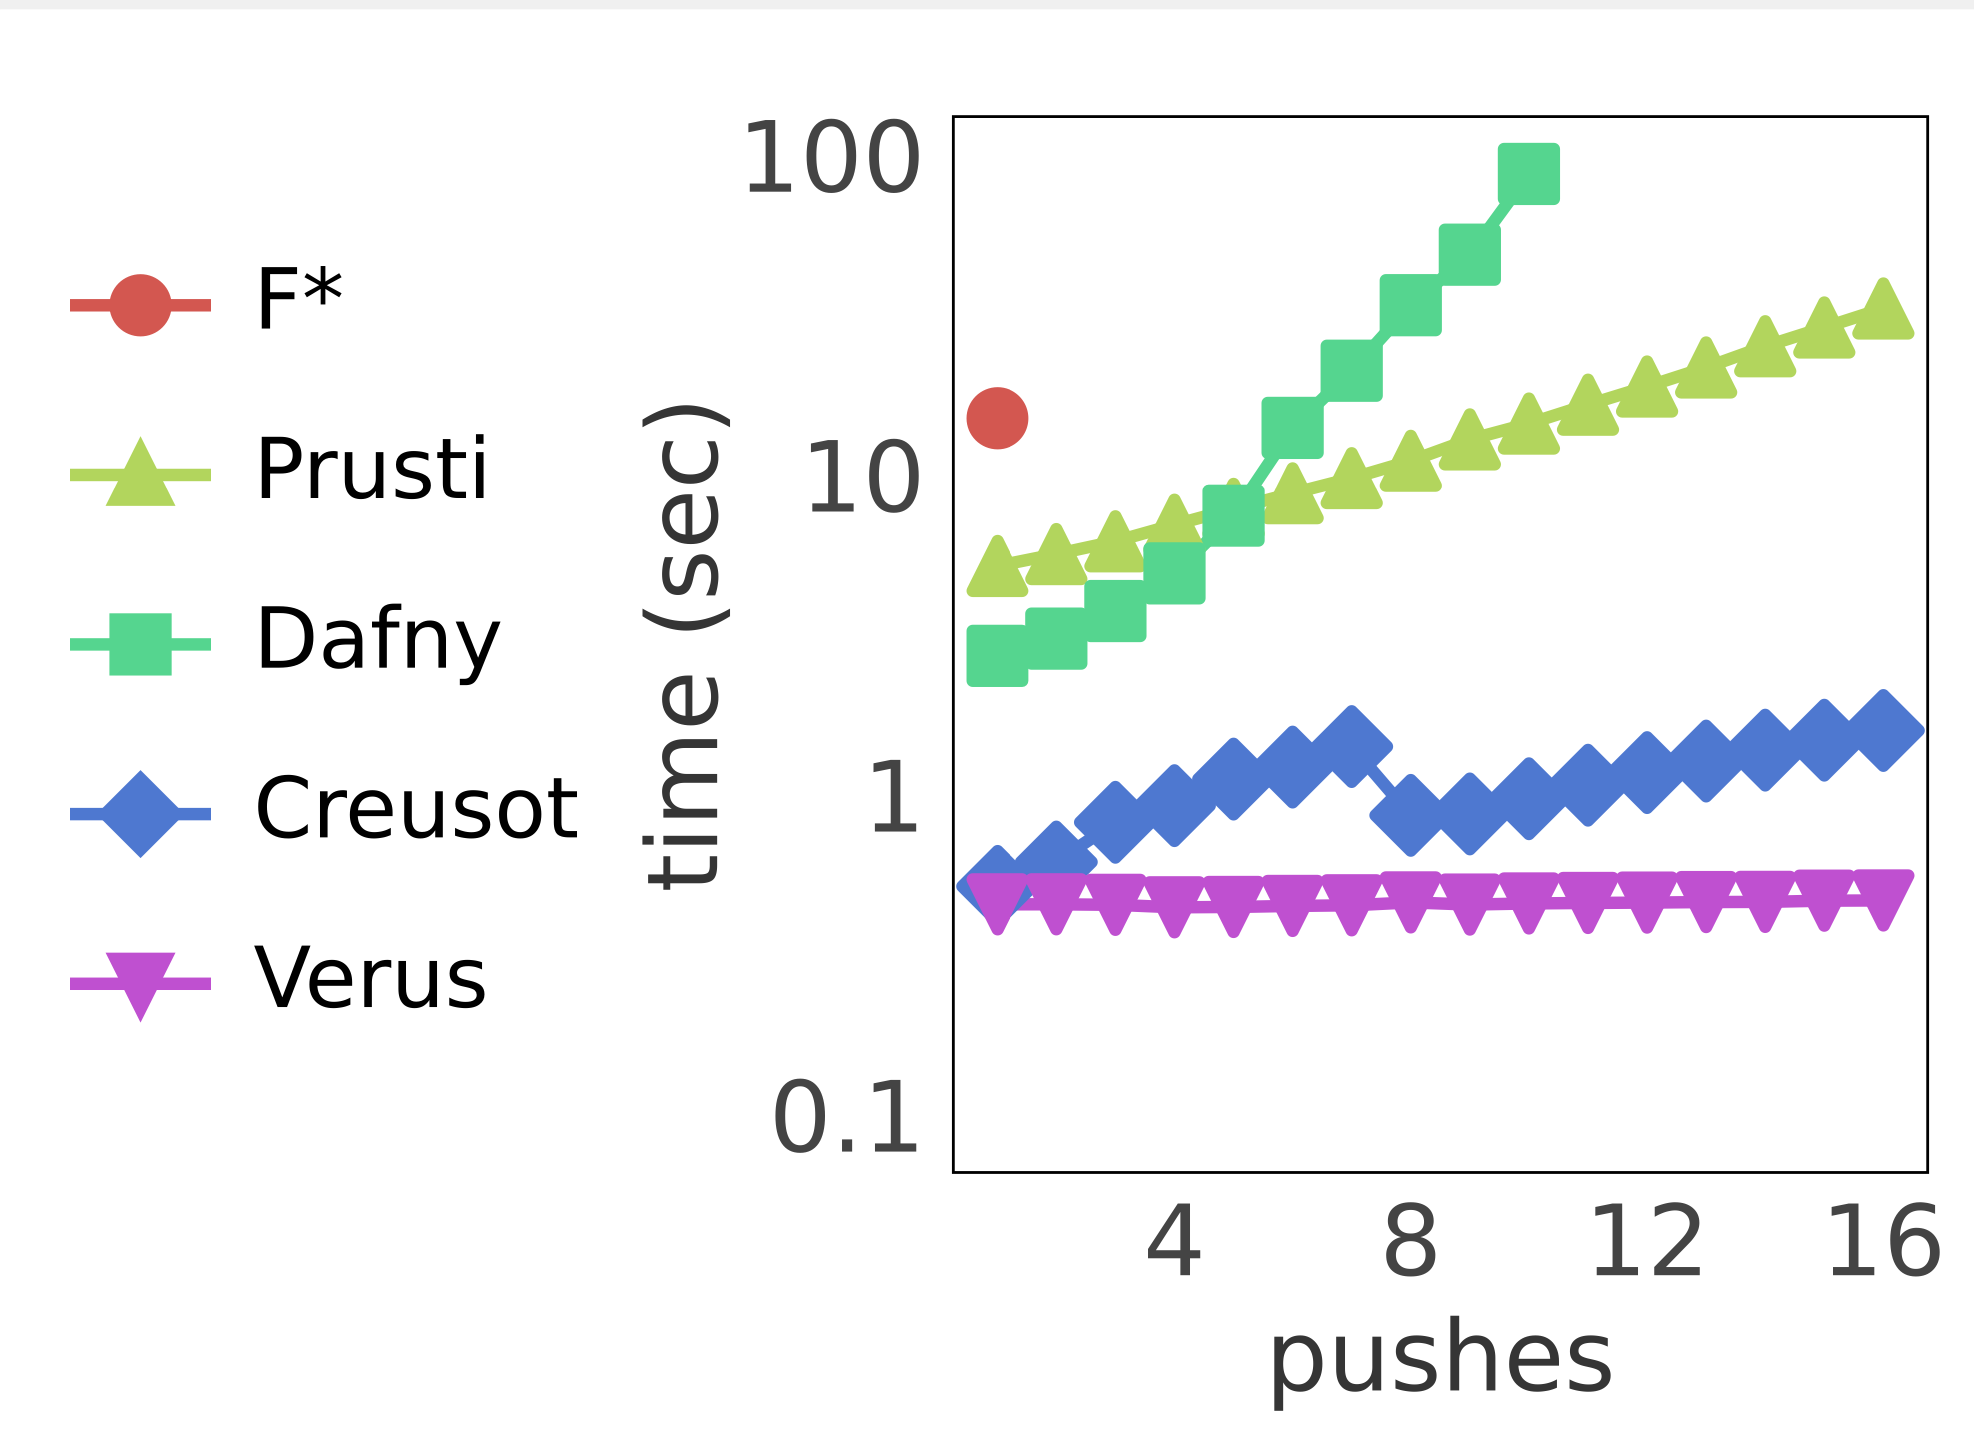 F*
Prusti
Dafny
Creusot
Verus
time (sec)
100
10
1
0.1
4 8 12 16
pushes